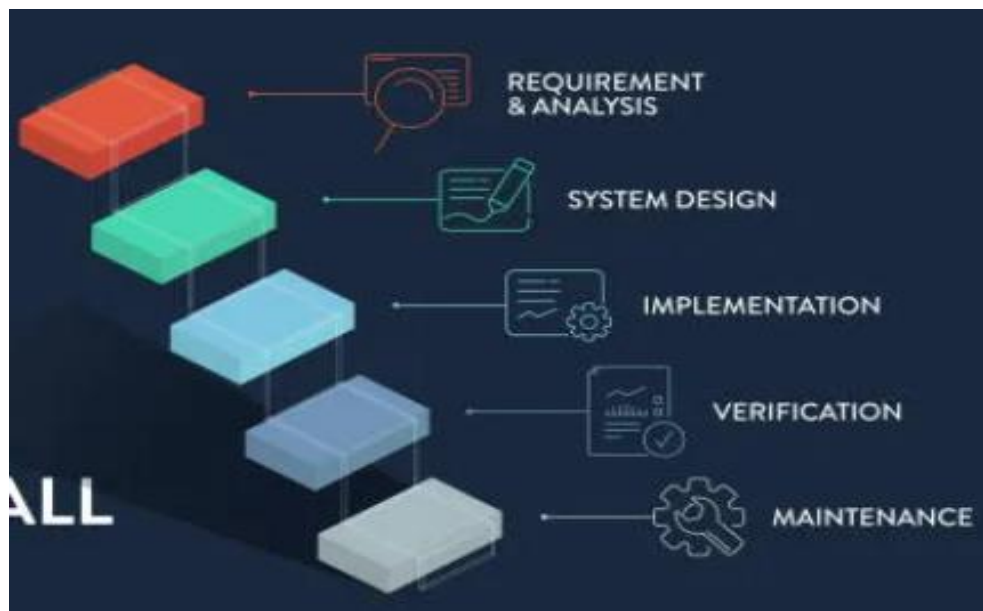 REQUIREMENT
& ANALYSIS
SYSTEM DESIGN
IMPLEMENTATION
VERIFICATION
ALL
MAINTENANCE